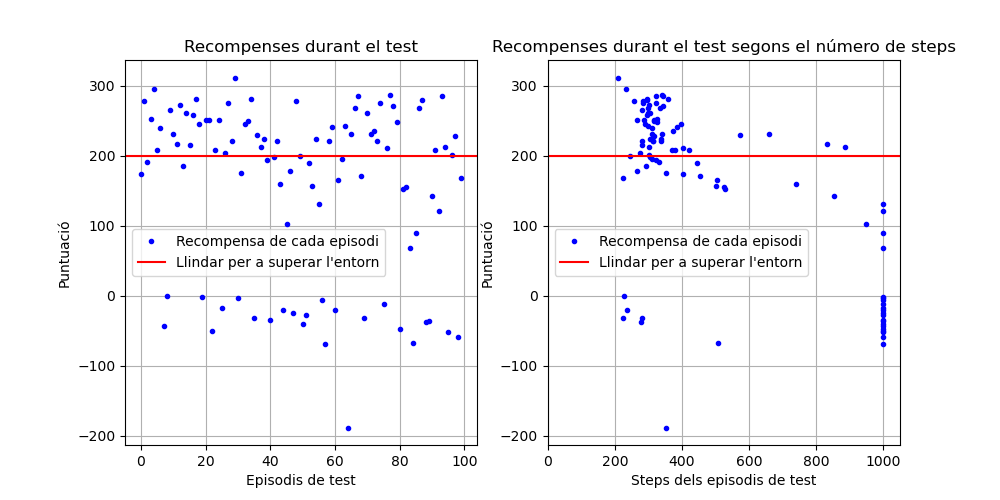 Recompenses durant el test
Puntuació
300
200
100
0
−100
−200
Recompensa de cada episodi
Llindar per a superar l'entorn
0
20
40
60
80
100
Episodis de test
Recompenses durant el test segons el número de steps
Puntuació
300
200
100
0
−100
−200
Recompensa de cada episodi
Llindar per a superar l'entorn
0
200
400
600
800
1000
Steps dels episodis de test